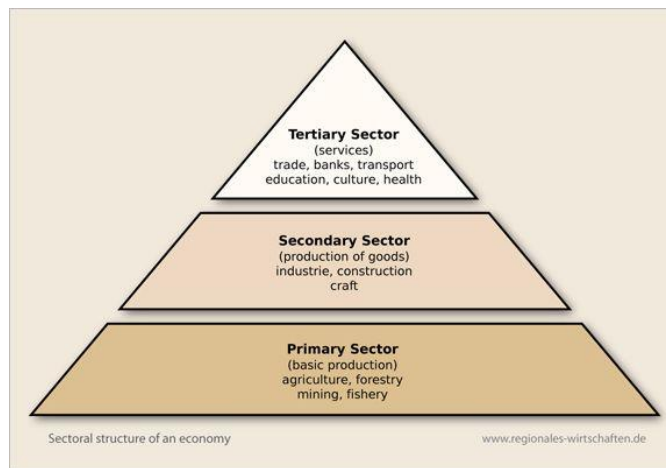 Tertiary Sector
(services)
trade, banks, transport
education, culture, health
Secondary Sector
(production of goods)
industrie, construction
craft
Primary Sector
(basic production)
agriculture, forestry
mining, fishery
Sectoral structure of an economy
www.regionales-wirtschaften.de